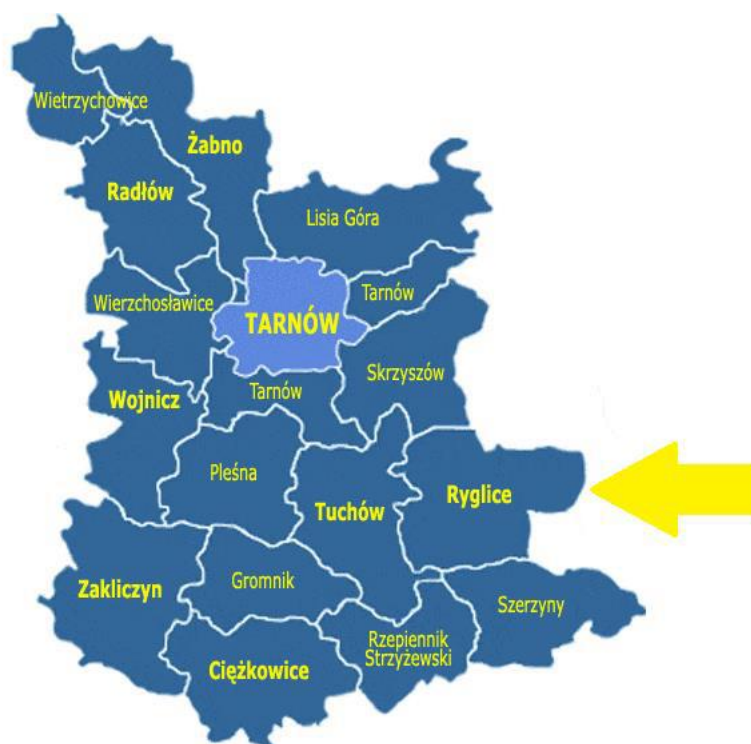 Wietrzychowice
Żabno
Radłów
Lisia Góra
Wierzchosławice
Tarnów
TARNÓW
Skrzyszów
Wojnicz
Tarnów
Pleśna
Tuchów
Ryglice
Zakliczyn
Gromnik
Szerzyny
Rzepiennik
Strzyżewski
Ciężkowice